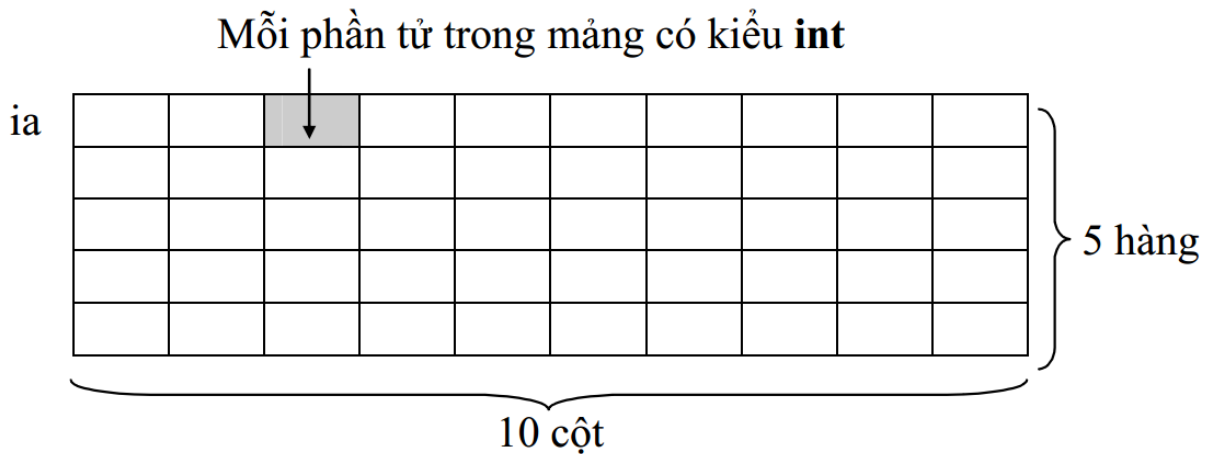 Mỗi phần tử trong mảng có kiểu int
ia
5 hàng
10 cột